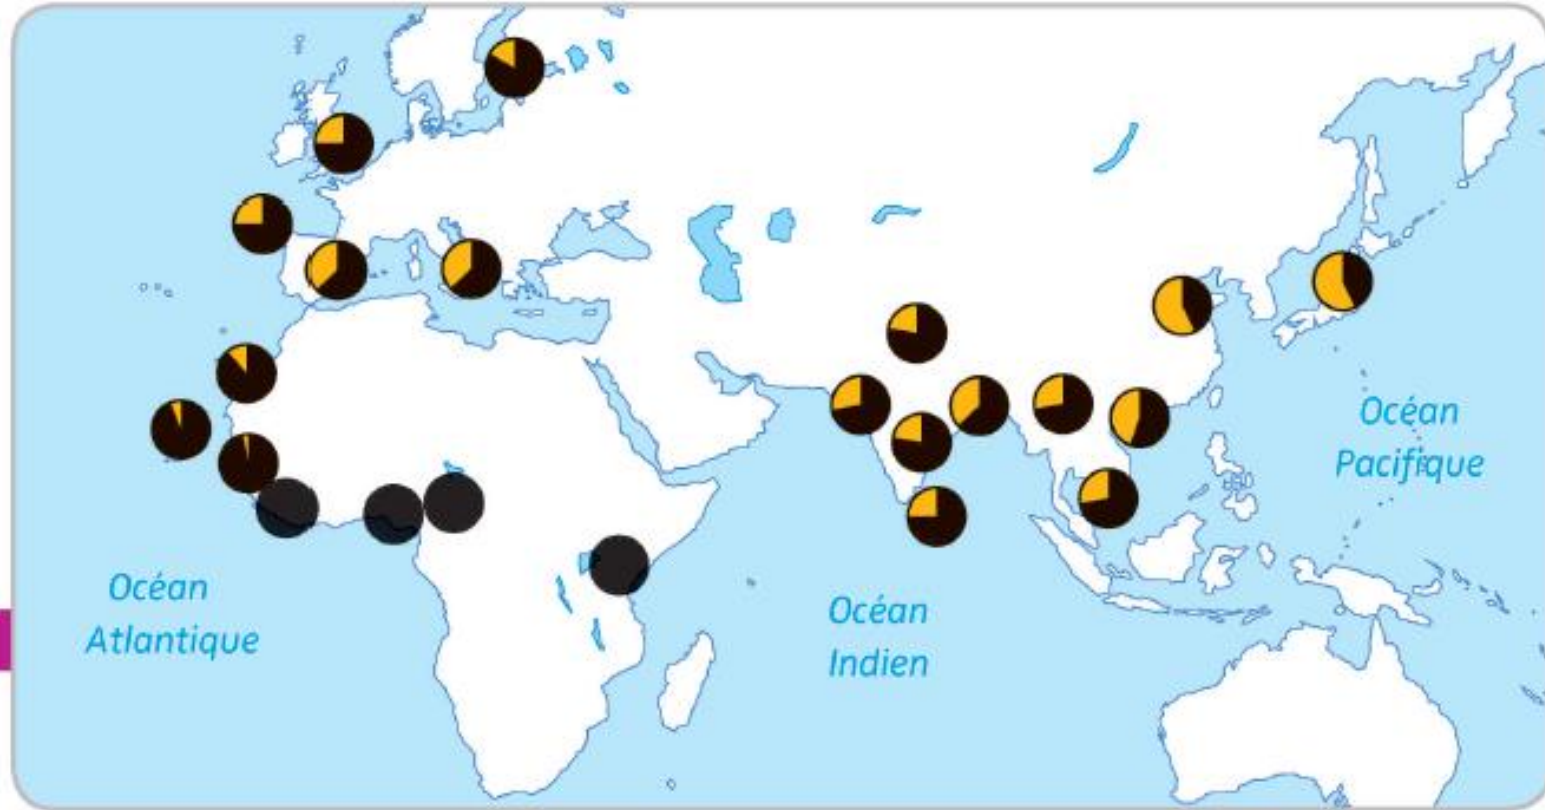 Océan
Pacifique
Océan
Atlantique
Océan
Indien